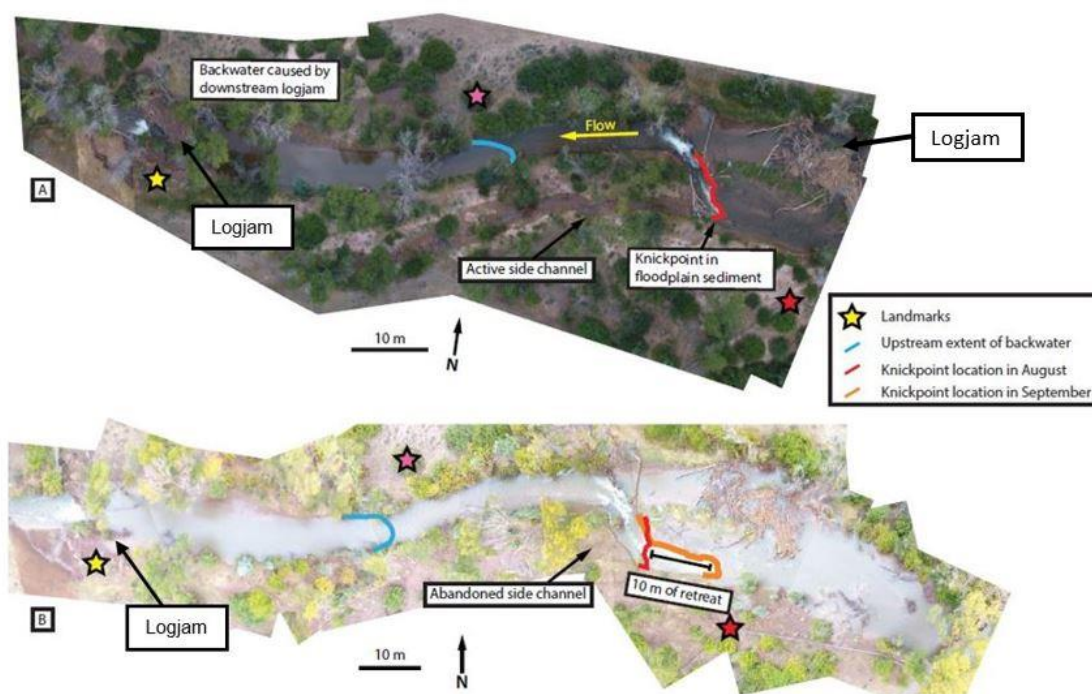 Backwater caused by
downstream logjam
Flow
Logjam
A
Logjam
Active side channel
Knickpoint in
floodplain sediment
10 m
N
Landmarks
Upstream extent of backwater
Knickpoint location in August
Knickpoint location in September
Abandoned side channel
10 m of retreat
B
Logjam
10 m
N